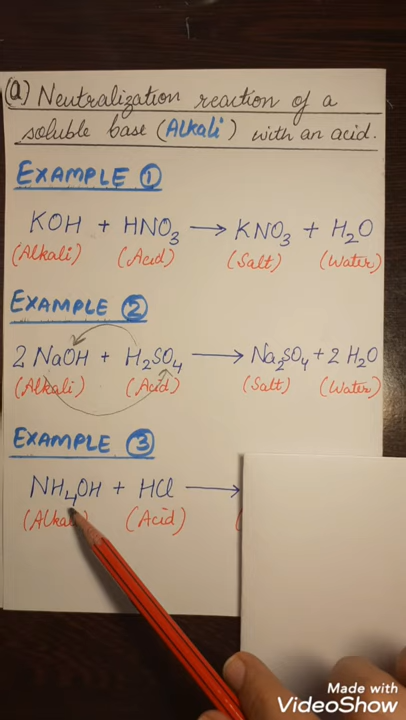 (a) Neutralization reaction of a
soluble base (Alkali) with an acid.
EXAMPLE ①
KOH + HNO₃ → KNO₃ + H₂O
(Alkali) (Acid) (Salt) (Water)
EXAMPLE ②
2 NaOH + H₂SO₄ → Na₂SO₄ + 2 H₂O
(Alkali) (Acid) (Salt) (Water)
EXAMPLE ③
NH₄OH + HCl →
(Alkali) (Acid) (
Made with
VideoShow